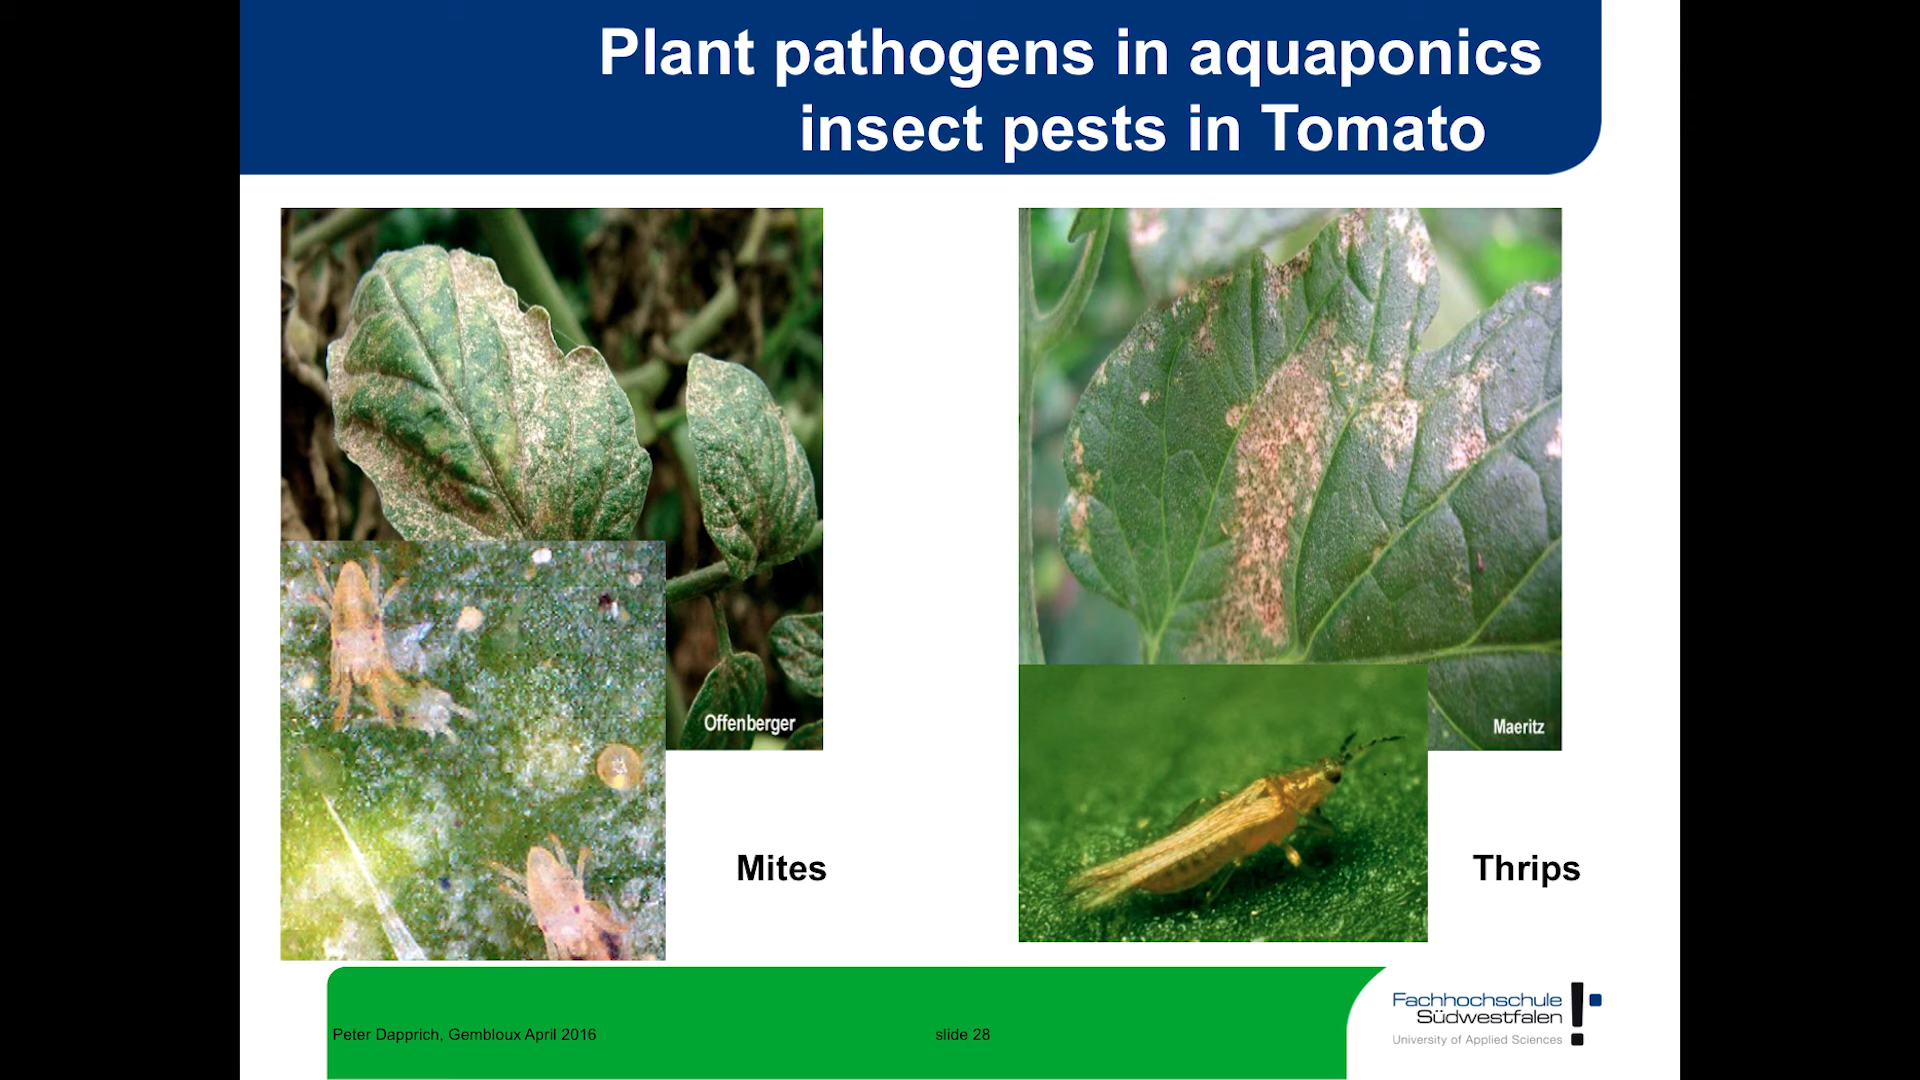 Plant pathogens in aquaponics
insect pests in Tomato
Offenberger
Maeritz
Mites
Thrips
Peter Dapprich, Gembloux April 2016
slide 28
Fachhochschule
Südwestfalen
University of Applied Sciences